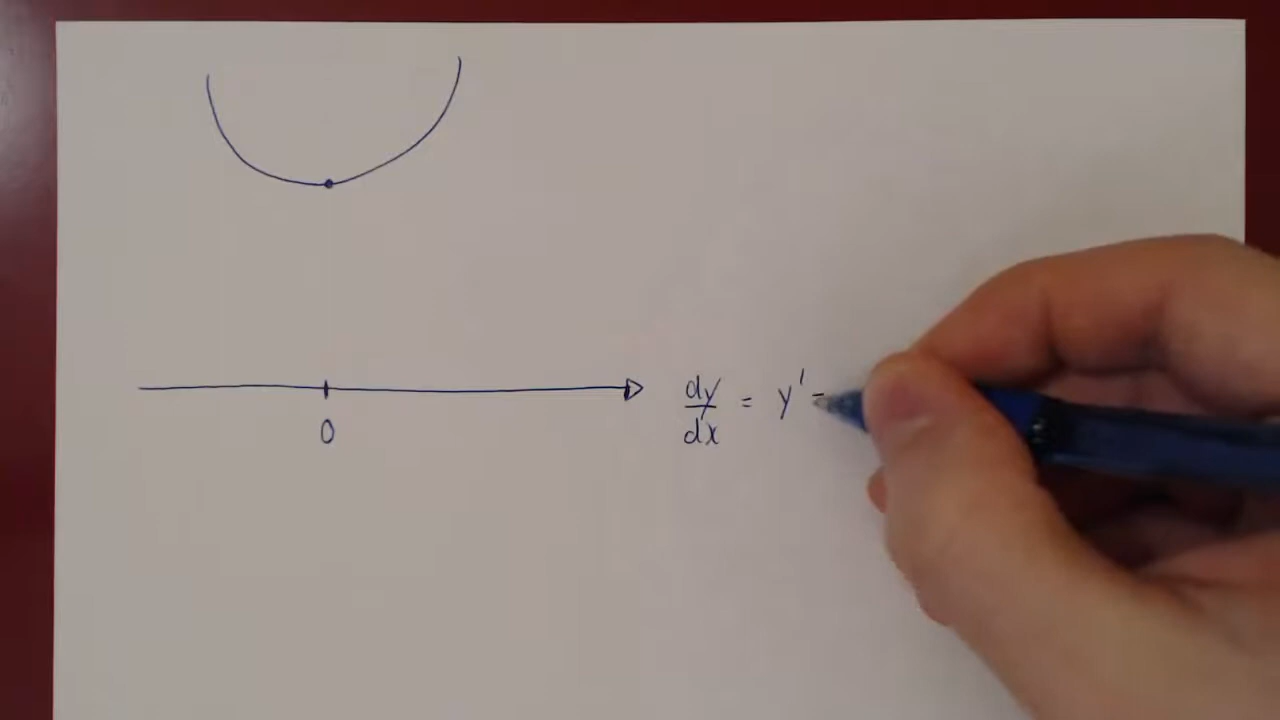 dy/dx = y' -
0